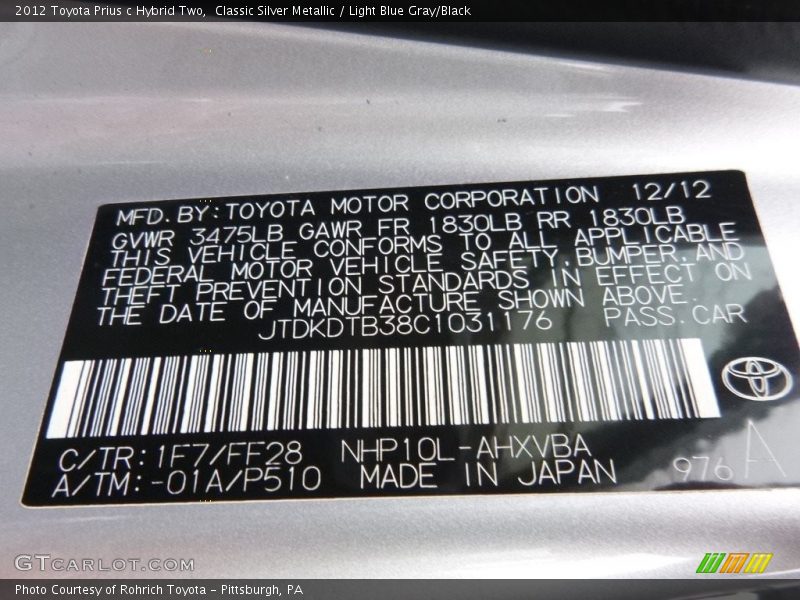 2012 Toyota Prius c Hybrid Two, Classic Silver Metallic / Light Blue Gray/Black
MFD. BY: TOYOTA MOTOR CORPORATION 12/12
GVWR 3475LB GAWR FR 1830LB RR 1830LB
THIS VEHICLE CONFORMS TO ALL APPLICABLE
FEDERAL MOTOR VEHICLE SAFETY, BUMPER, AND
THEFT PREVENTION STANDARDS IN EFFECT ON
THE DATE OF MANUFACTURE SHOWN ABOVE.
JTDKDTB38C1031176 PASS. CAR
C/TR: 1F7/FF28 NHP10L-AHXVBA
A/TM: -01A/P510 MADE IN JAPAN 976 A
GTCARLOT.COM
Photo Courtesy of Rohrich Toyota - Pittsburgh, PA